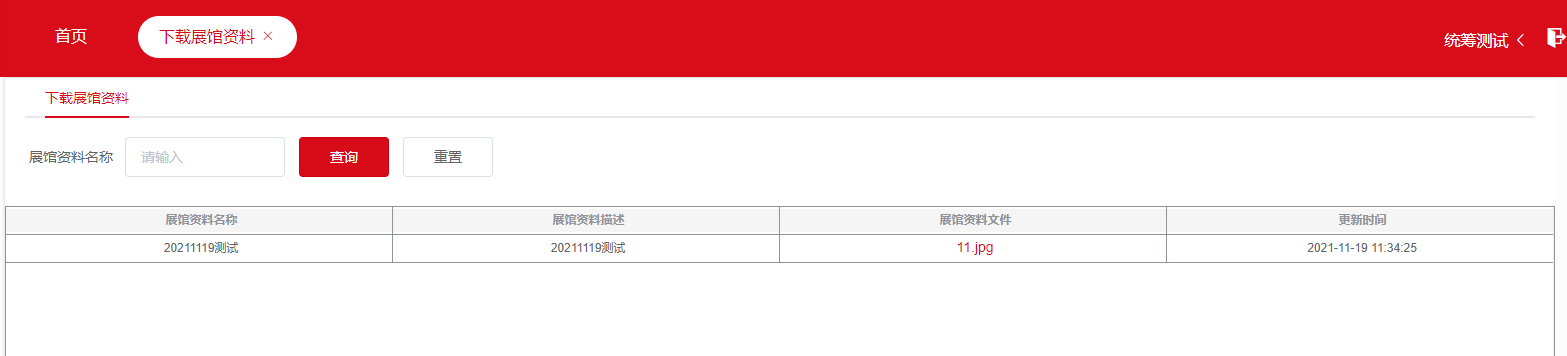 首页
下载展馆资料
统筹测试
下载展馆资料
展馆资料名称 请输入 查询 重置
展馆资料名称 展馆资料描述 展馆资料文件 更新时间
20211119测试 20211119测试 11.jpg 2021-11-19 11:34:25